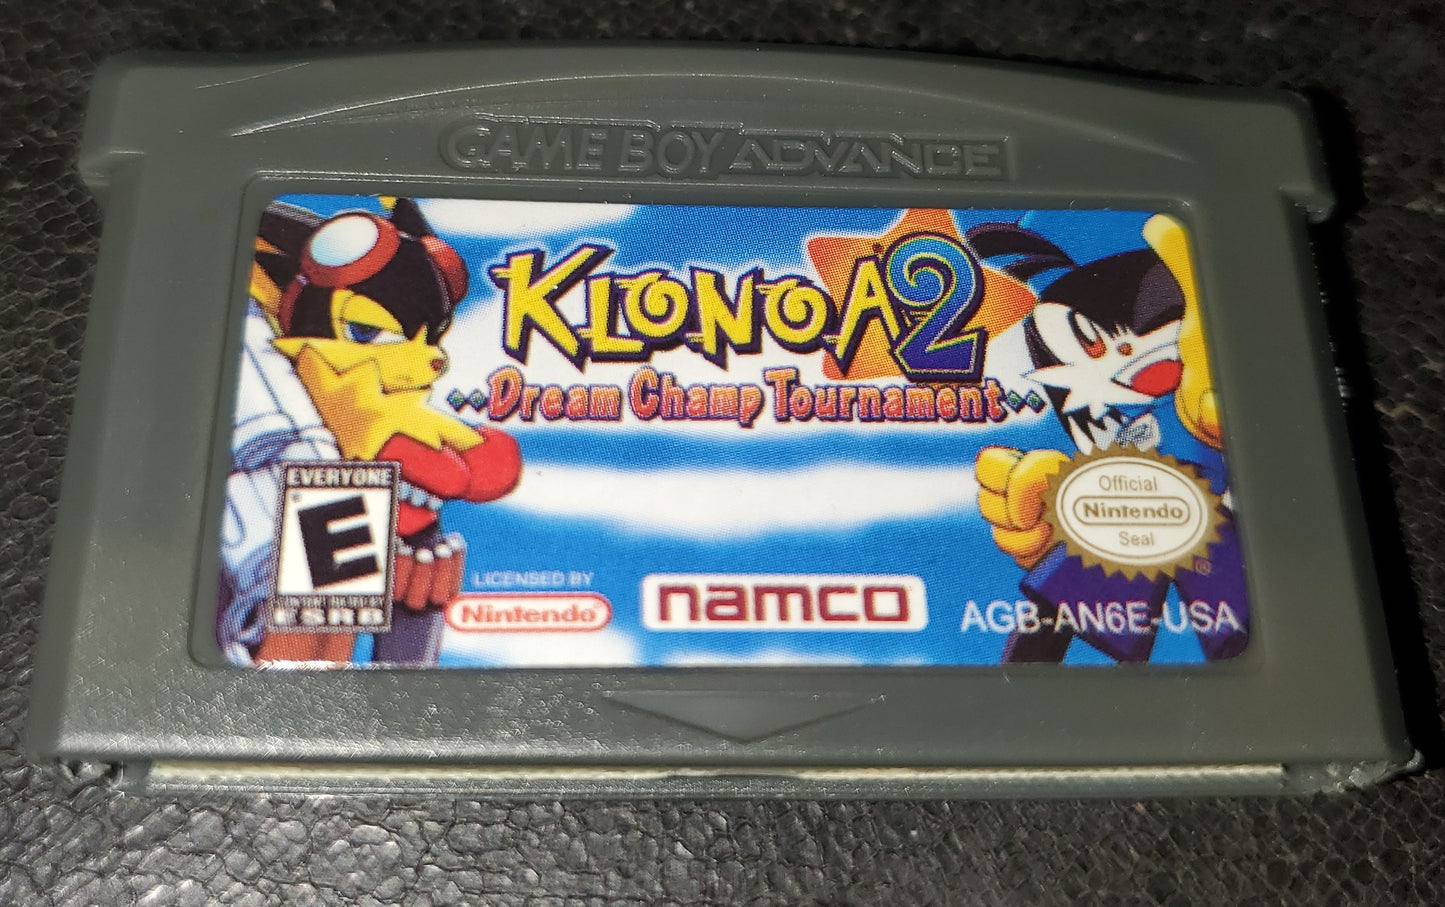 GAME BOY ADVANCE
KLONOA 2
Dream Champ Tournament
EVERYONE
E
ESRB
LICENSED BY
Nintendo
namco
Official
Nintendo
Seal
®
AGB-AN6E-USA